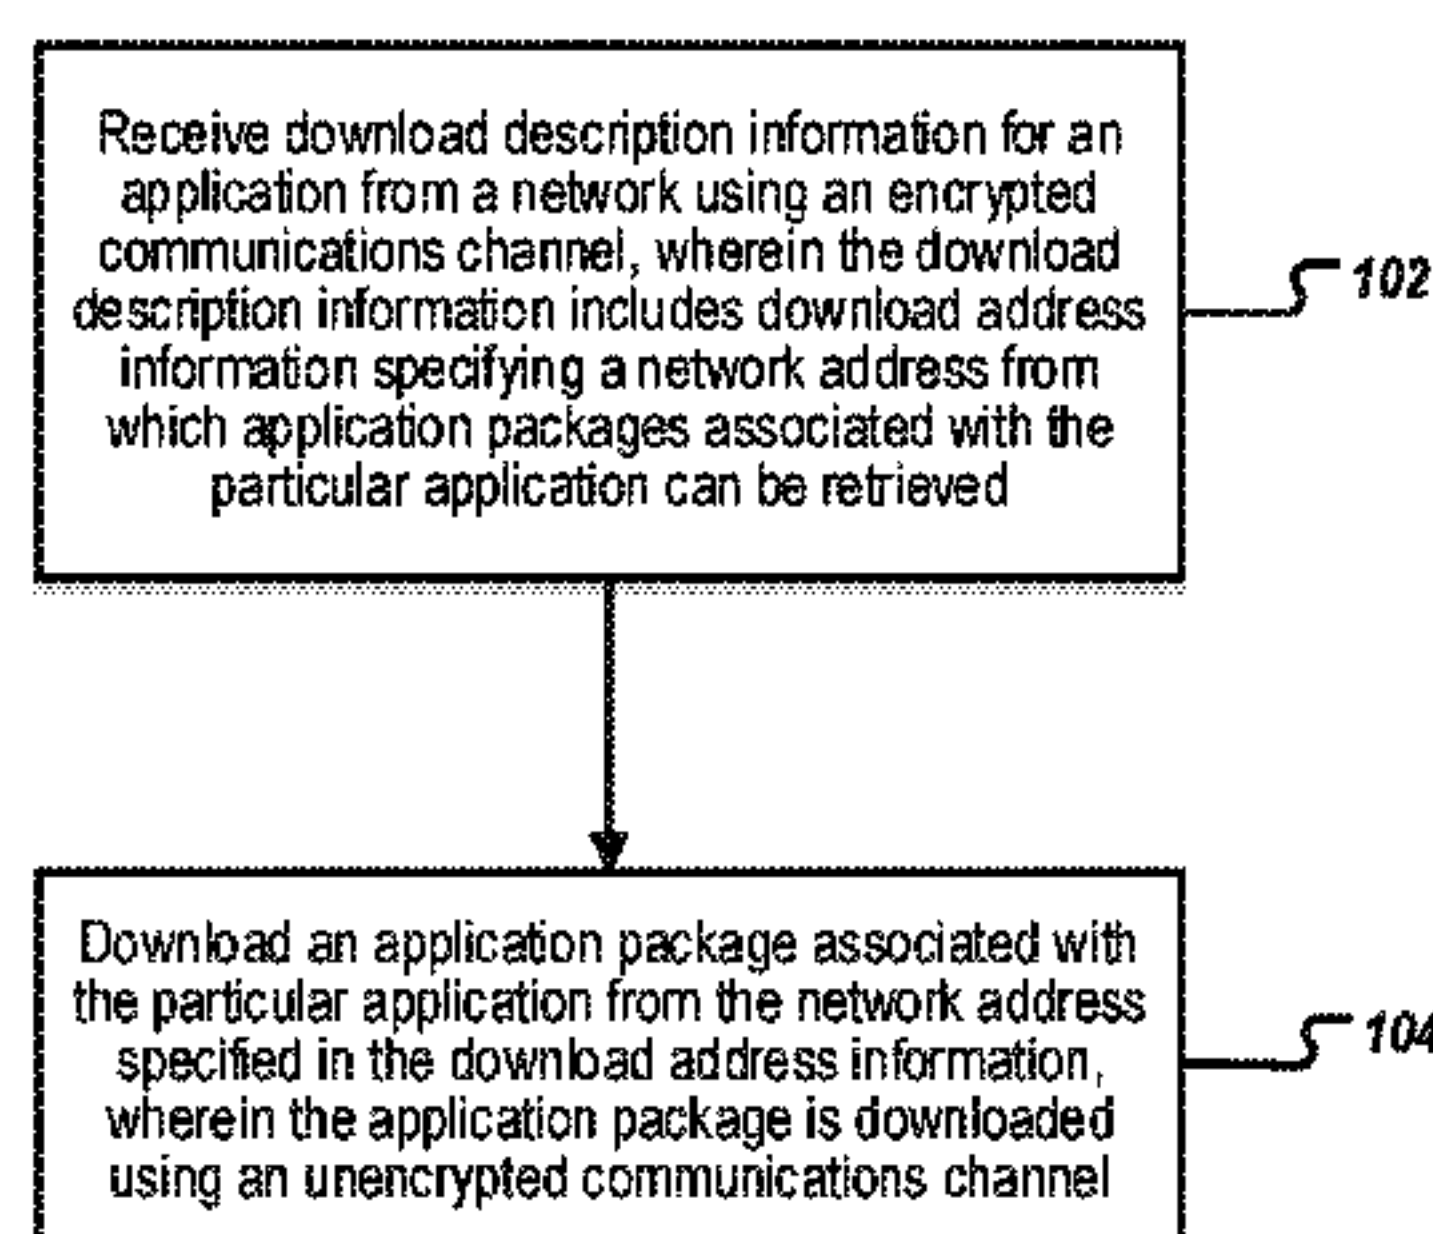 Receive download description information for an
application from a network using an encrypted
communications channel, wherein the download
description information includes download address
information specifying a network address from
which application packages associated with the
particular application can be retrieved
102
Download an application package associated with
the particular application from the network address
specified in the download address information,
wherein the application package is downloaded
using an unencrypted communications channel
104